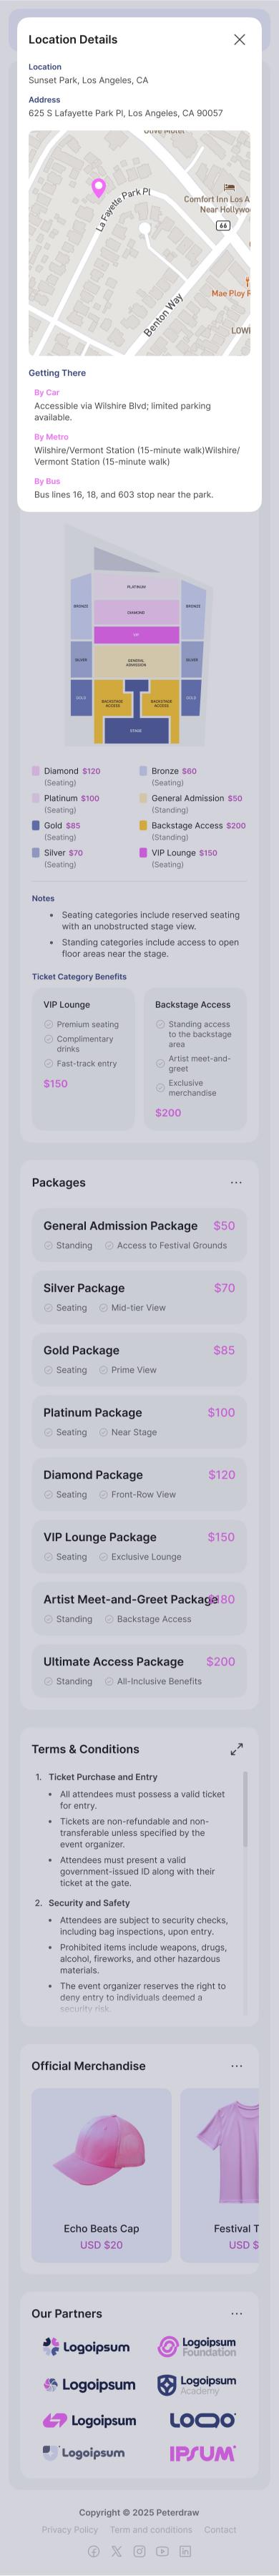 Location Details
Location
Sunset Park, Los Angeles, CA
Address
625 S Lafayette Park Pl, Los Angeles, CA 90057
Olive Motel
La Fayette Park Pl
Comfort Inn Los A
Near Hollywoo
66
Mae Ploy
Benton Way
LOWI
Getting There
By Car
Accessible via Wilshire Blvd; limited parking
available.
By Metro
Wilshire/Vermont Station (15-minute walk)Wilshire/
Vermont Station (15-minute walk)
By Bus
Bus lines 16, 18, and 603 stop near the park.
PLATINUM
BRONZE
DIAMOND
BRONZE
VIP
SILVER
GENERAL
ADMISSION
SILVER
GOLD
BACKSTAGE
ACCESS
BACKSTAGE
ACCESS
GOLD
STAGE
Diamond $120
(Seating)
Bronze $60
(Seating)
Platinum $100
(Seating)
General Admission $50
(Standing)
Gold $85
(Seating)
Backstage Access $200
(Standing)
Silver $70
(Seating)
VIP Lounge $150
(Seating)
Notes
• Seating categories include reserved seating
with an unobstructed stage view.
• Standing categories include access to open
floor areas near the stage.
Ticket Category Benefits
VIP Lounge
Premium seating
Complimentary
drinks
Fast-track entry
$150
Backstage Access
Standing access
to the backstage
area
Artist meet-and-
greet
Exclusive
merchandise
$200
Packages
General Admission Package $50
Standing Access to Festival Grounds
Silver Package $70
Seating Mid-tier View
Gold Package $85
Seating Prime View
Platinum Package $100
Seating Near Stage
Diamond Package $120
Seating Front-Row View
VIP Lounge Package $150
Seating Exclusive Lounge
Artist Meet-and-Greet Package $180
Standing Backstage Access
Ultimate Access Package $200
Standing All-Inclusive Benefits
Terms & Conditions
1. Ticket Purchase and Entry
• All attendees must possess a valid ticket
for entry.
• Tickets are non-refundable and non-
transferable unless specified by the
event organizer.
• Attendees must present a valid
government-issued ID along with their
ticket at the gate.
2. Security and Safety
• Attendees are subject to security checks,
including bag inspections, upon entry.
• Prohibited items include weapons, drugs,
alcohol, fireworks, and other hazardous
materials.
• The event organizer reserves the right to
deny entry to individuals deemed a
security risk.
Official Merchandise
Echo Beats Cap
USD $20
Festival T
USD $
Our Partners
Logoipsum
Logoipsum
Foundation
Logoipsum
Logoipsum
Academy
Logoipsum
LOQO
Logoipsum
IPSUM
Copyright © 2025 Peterdraw
Privacy Policy Term and conditions Contact